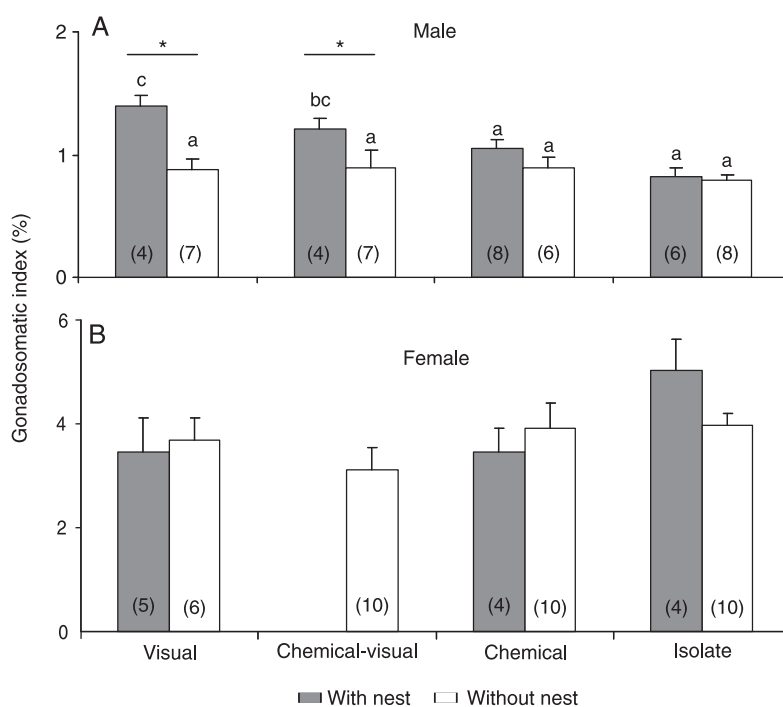 A
Male
2
*
*
c
bc
a
a
a
a
a
a
1
(4)
(7)
(4)
(7)
(8)
(6)
(6)
(8)
0
Gonadosomatic index (%)
6
B
Female
4
2
(5)
(6)
(10)
(4)
(10)
(4)
(10)
0
Visual
Chemical-visual
Chemical
Isolate
With nest
Without nest